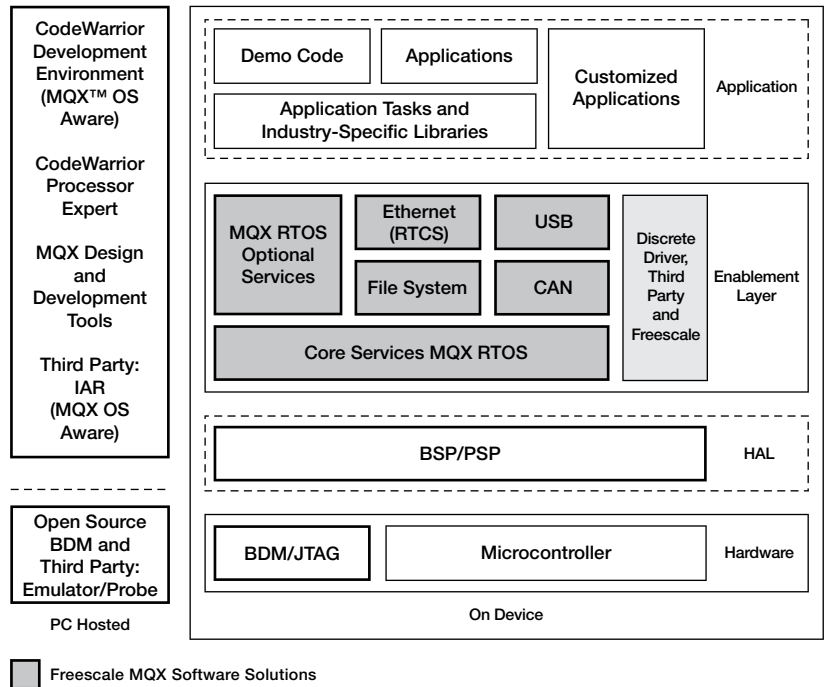 CodeWarrior
Development
Environment
(MQX™ OS
Aware)
CodeWarrior
Processor
Expert
MQX Design
and
Development
Tools
Third Party:
IAR
(MQX OS
Aware)
Open Source
BDM and
Third Party:
Emulator/Probe
PC Hosted
Demo Code
Applications
Application Tasks and
Industry-Specific Libraries
Customized
Applications
Application
MQX RTOS
Optional
Services
Ethernet
(RTCS)
USB
File System
CAN
Core Services MQX RTOS
Discrete
Driver,
Third
Party
and
Freescale
Enablement
Layer
BSP/PSP
HAL
BDM/JTAG
Microcontroller
Hardware
On Device
Freescale MQX Software Solutions